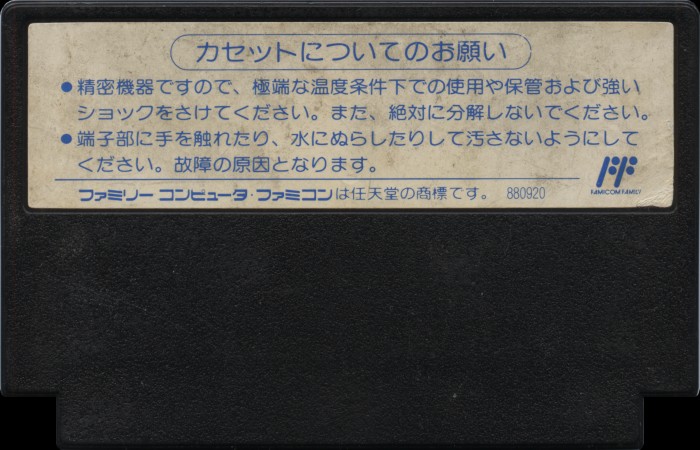 カセットについてのお願い
●精密機器ですので、極端な温度条件下での使用や保管および強い
ショックをさけてください。また、絶対に分解しないでください。
●端子部に手を触れたり、水にぬらしたりして汚さないようにして
ください。故障の原因となります。
FF
FAMICOM FAMILY
ファミリー コンピュータ・ファミコンは任天堂の商標です。 880920